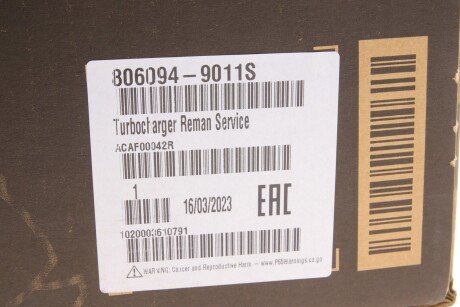 806094-9011S
Turbocharger Reman Service
ACAF00042R
1
16/03/2023
EAC
1020003610791
WARNING: Cancer and Reproductive Harm - www.P65Warnings.ca.gov